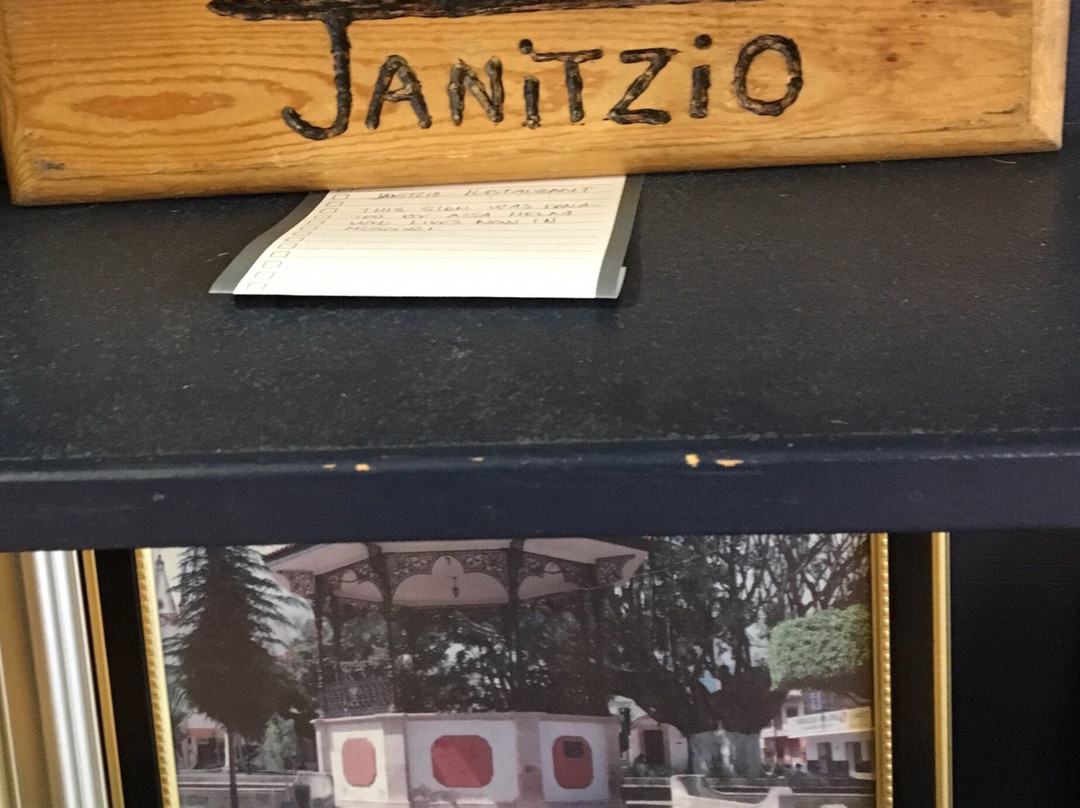 JANiTZiO
JANITZIO RESTAURANT
THIS SIGN WAS DONA-
TED BY
WHO LIVES NOW IN
MISSOURI